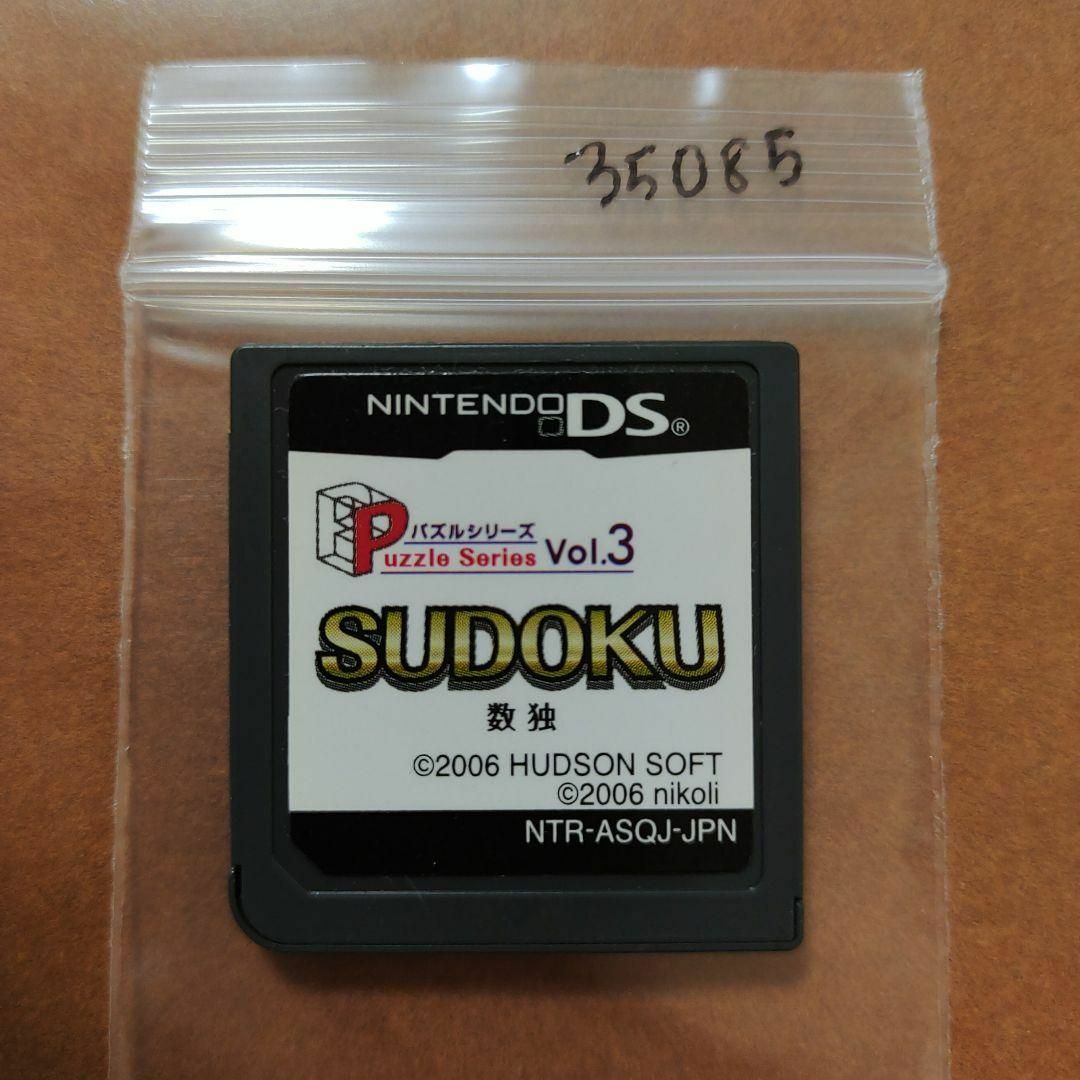 35085
NINTENDO DS®
パズルシリーズ
Puzzle Series Vol.3
SUDOKU
数独
©2006 HUDSON SOFT
©2006 nikoli
NTR-ASQJ-JPN